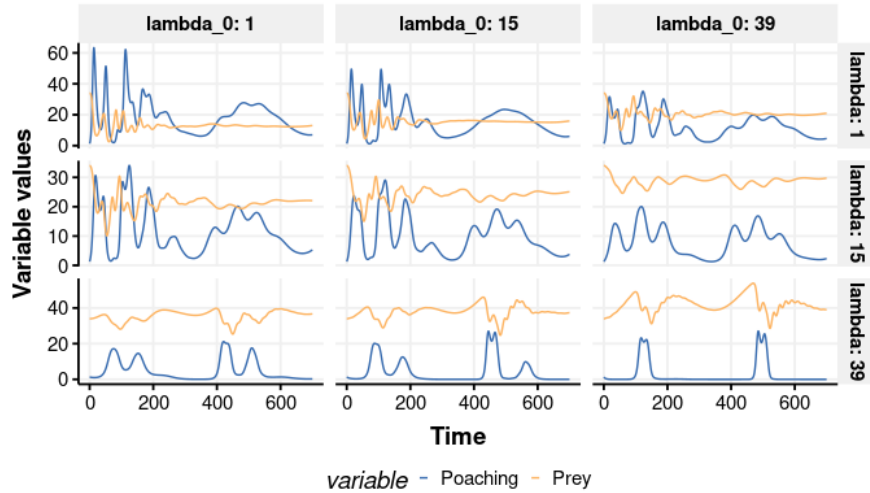 lambda_0: 1 lambda_0: 15 lambda_0: 39
Variable values
60
40
20
0
lambda: 1
30
20
10
0
lambda: 15
40
20
0
lambda: 39
0 200 400 600 0 200 400 600 0 200 400 600
Time
variable Poaching Prey